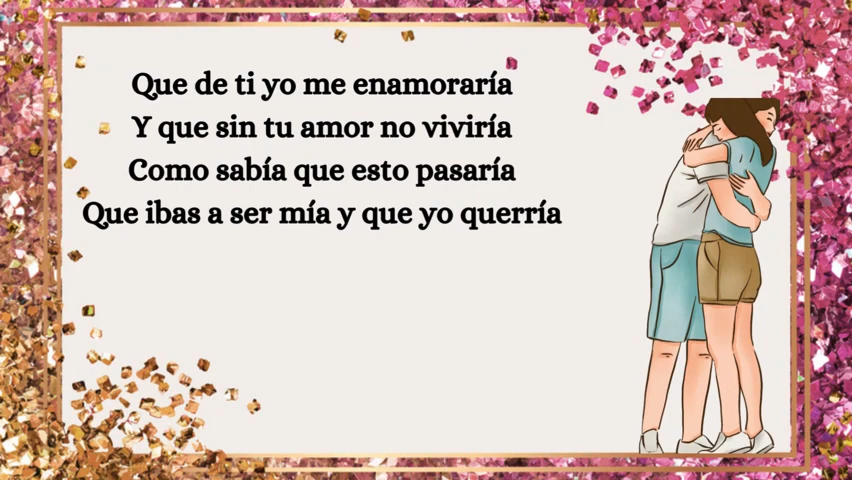 Que de ti yo me enamoraría
Y que sin tu amor no viviría
Como sabía que esto pasaría
Que ibas a ser mía y que yo querría